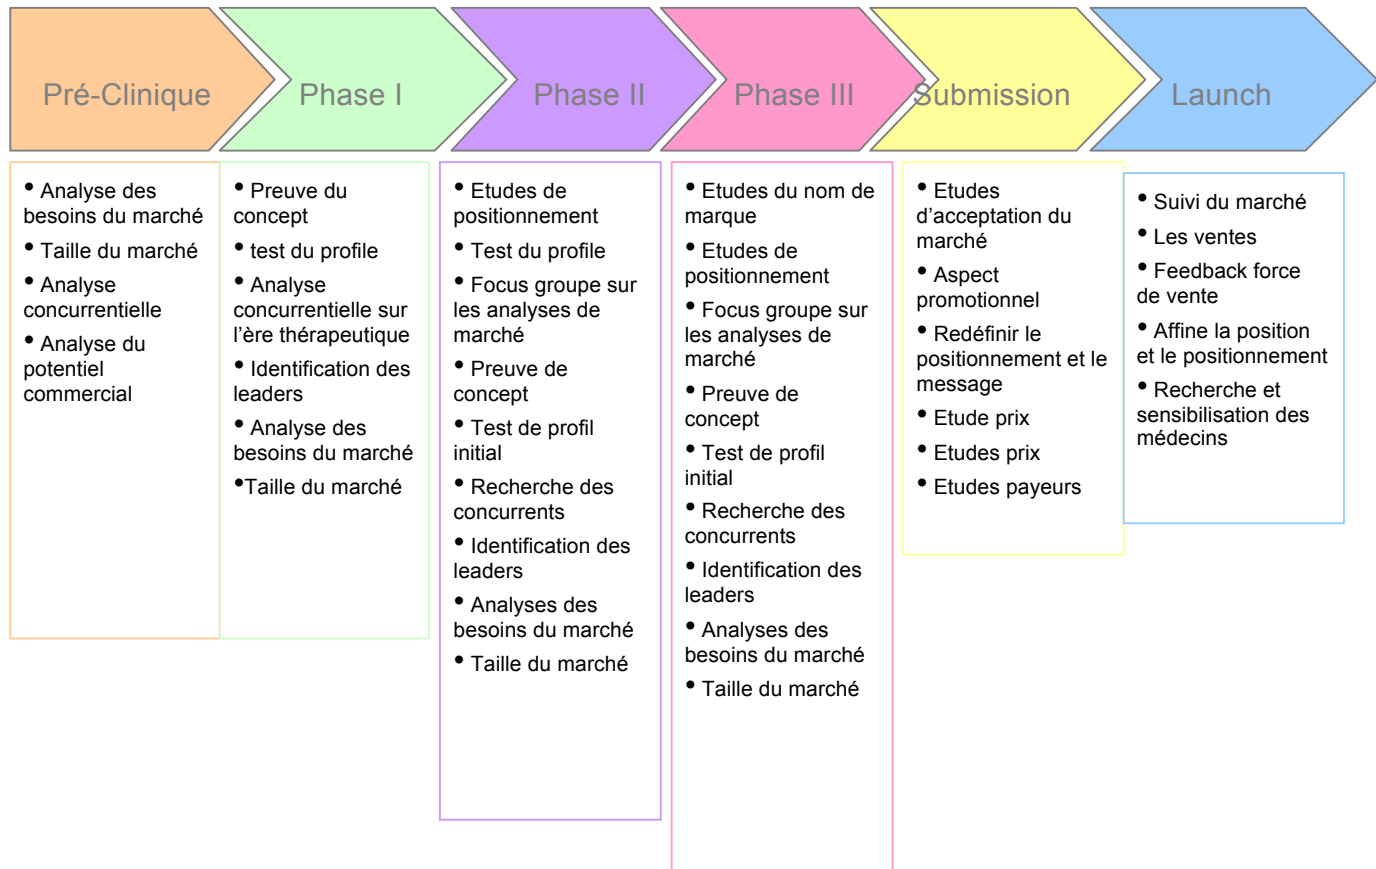 Pré-Clinique
Phase I
Phase II
Phase III
Submission
Launch
• Analyse des
besoins du marché
• Taille du marché
• Analyse
concurrentielle
• Analyse du
potentiel
commercial
• Preuve du
concept
• test du profile
• Analyse
concurrentielle sur
l'ère thérapeutique
• Identification des
leaders
• Analyse des
besoins du marché
•Taille du marché
• Etudes de
positionnement
• Test du profile
• Focus groupe sur
les analyses de
marché
• Preuve de
concept
• Test de profil
initial
• Recherche des
concurrents
• Identification des
leaders
• Analyses des
besoins du marché
• Taille du marché
• Etudes du nom de
marque
• Etudes de
positionnement
• Focus groupe sur
les analyses de
marché
• Preuve de
concept
• Test de profil
initial
• Recherche des
concurrents
• Identification des
leaders
• Analyses des
besoins du marché
• Taille du marché
• Etudes
d'acceptation du
marché
• Aspect
promotionnel
• Redéfinir le
positionnement et le
message
• Etude prix
• Etudes prix
• Etudes payeurs
• Suivi du marché
• Les ventes
• Feedback force
de vente
• Affine la position
et le positionnement
• Recherche et
sensibilisation des
médecins